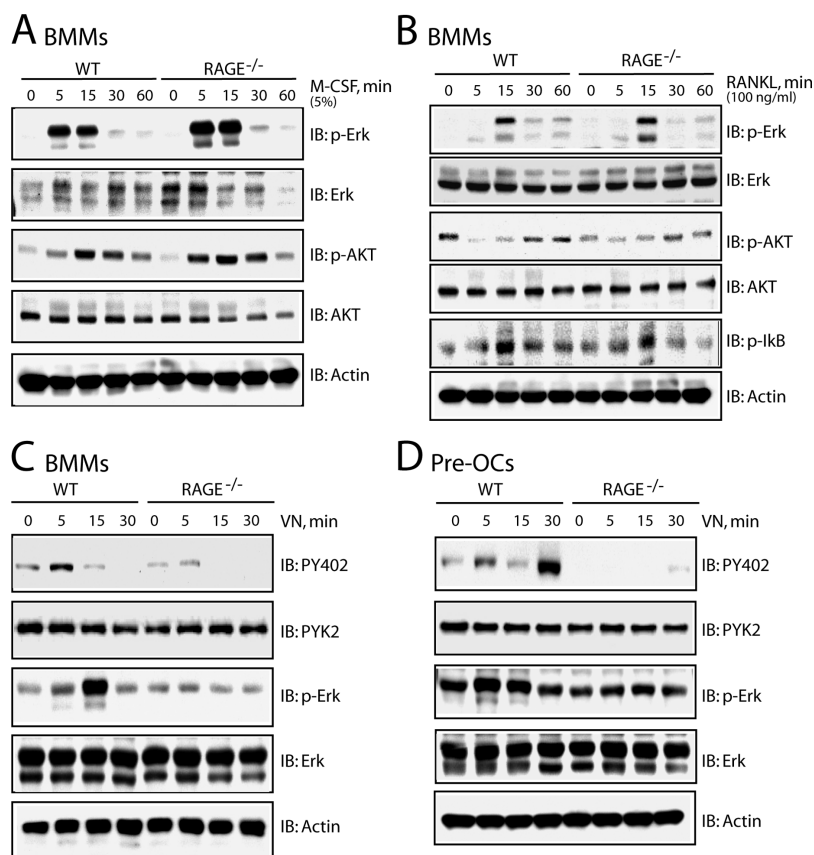 A BMMs
WT RAGE-/-
0 5 15 30 60 0 5 15 30 60 M-CSF, min
(5%)
IB: p-Erk
IB: Erk
IB: p-AKT
IB: AKT
IB: Actin
B BMMs
WT RAGE-/-
0 5 15 30 60 0 5 15 30 60 RANKL, min
(100 ng/ml)
IB: p-Erk
IB: Erk
IB: p-AKT
IB: AKT
IB: p-IkB
IB: Actin
C BMMs
WT RAGE-/-
0 5 15 30 0 5 15 30 VN, min
IB: PY402
IB: PYK2
IB: p-Erk
IB: Erk
IB: Actin
D Pre-OCs
WT RAGE-/-
0 5 15 30 0 5 15 30 VN, min
IB: PY402
IB: PYK2
IB: p-Erk
IB: Erk
IB: Actin